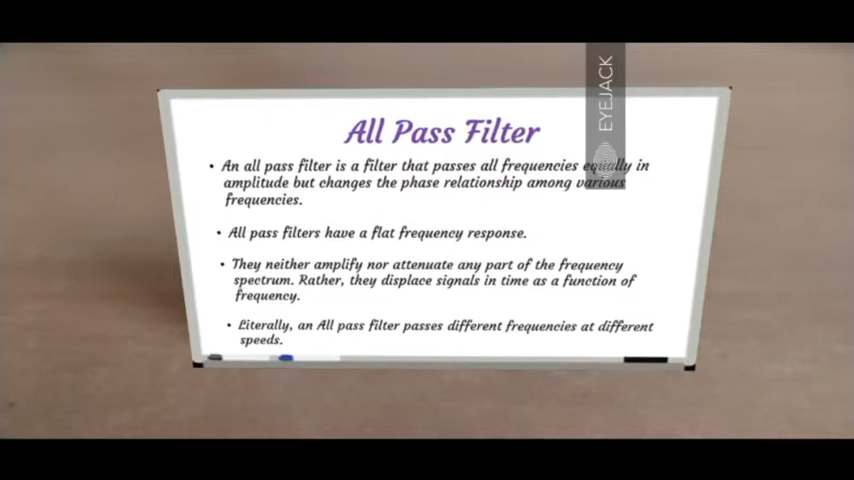 All Pass Filter
• An all pass filter is a filter that passes all frequencies equally in
amplitude but changes the phase relationship among various
frequencies.
• All pass filters have a flat frequency response.
• They neither amplify nor attenuate any part of the frequency
spectrum. Rather, they displace signals in time as a function of
frequency.
• Literally, an All pass filter passes different frequencies at different
speeds.
EYEJACK